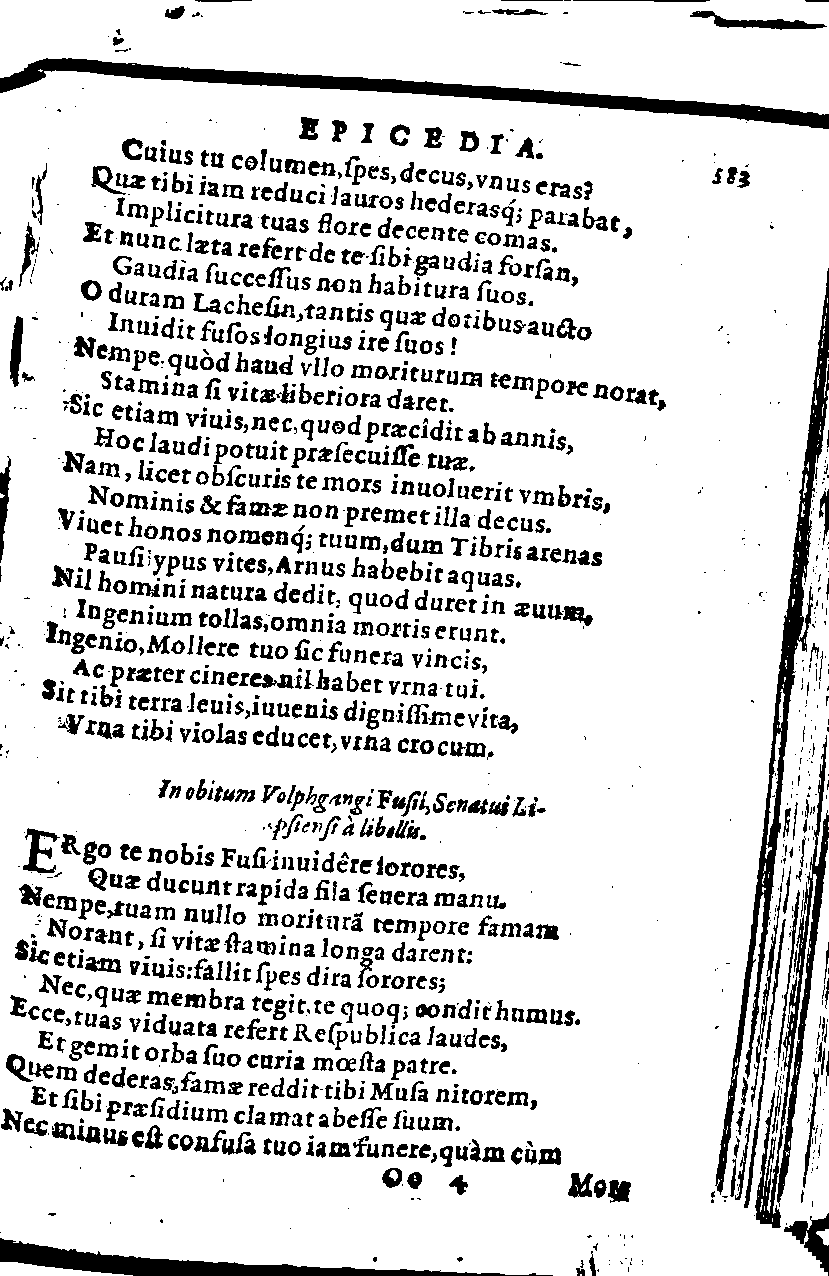 EPICEDIA. 583
Cuius tu columen,ſpes,decus,vnus eras?
Quæ tibi iam reduci lauros hederasq́; parabat,
Implicitura tuas flore decente comas.
Et nunc læta refert de te ſibi gaudia forſan,
Gaudia ſucceſſus non habitura ſuos.
O duram Lacheſin,tantis quæ dotibus aucto
Inuidit fuſos longius ire ſuos!
Nempe quòd haud vllo moriturum tempore norat,
Stamina ſi vitæ liberiora daret.
Sic etiam viuis,nec,quod præcîdit ab annis,
Hoc laudi potuit præſecuiſſe tuæ.
Nam, licet obſcuris te mors inuoluerit vmbris,
Nominis & famæ non premet illa decus.
Viuet honos nomenq́; tuum,dum Tibris arenas
Pauſilypus vites,Arnus habebit aquas.
Nil homini natura dedit, quod duret in æuum,
Ingenium tollas,omnia mortis erunt.
Ingenio,Mollere tuo ſic funera vincis,
Ac præter cineres nil habet vrna tui.
Sit tibi terra leuis,iuuenis digniſſime vita,
Vrna tibi violas educet,vrna crocum.
In obitum Volphgangi Fuſil,Senatui Li-
pſienſi à libellis.
ERgo te nobis Fuſi inuidêre ſorores,
Quæ ducunt rapida fila ſeuera manu.
Nempe,tuam nullo moriturã tempore famam
Norant, ſi vitæ ſtamina longa darent:
Sic etiam viuis:fallit ſpes dira ſorores;
Nec,quæ membra tegit,te quoq; condit humus.
Ecce,tuas viduata refert Reſpublica laudes,
Et gemit orba ſuo curia mœſta patre.
Quem dederas,famæ reddit tibi Muſa nitorem,
Et ſibi præſidium clamat abeſſe ſuum.
Nec minus eſt confuſa tuo iam funere,quàm cùm
Oo 4